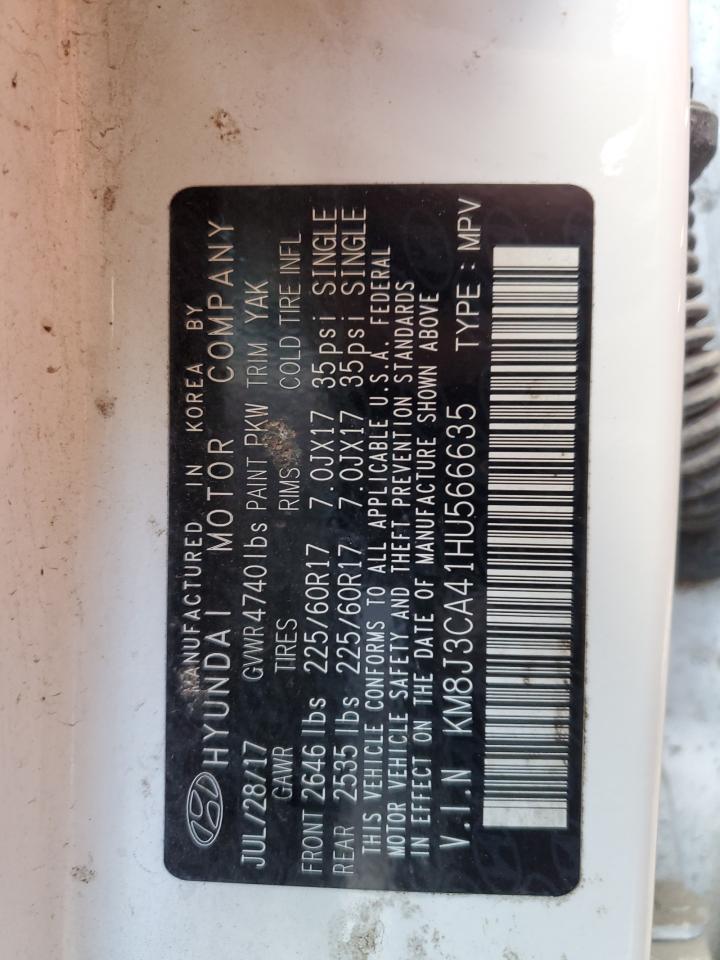 MANUFACTURED IN KOREA BY
HYUNDAI MOTOR COMPANY
JUL/28/17 GVWR4740lbs PAINT PKW TRIM YAK
GAWR TIRES RIMS COLD TIRE INFL
FRONT 2646 lbs 225/60R17 7.0JX17 35psi SINGLE
REAR 2535 lbs 225/60R17 7.0JX17 35psi SINGLE
THIS VEHICLE CONFORMS TO ALL APPLICABLE U.S.A. FEDERAL
MOTOR VEHICLE SAFETY AND THEFT PREVENTION STANDARDS
IN EFFECT ON THE DATE OF MANUFACTURE SHOWN ABOVE
V.I.N KM8J3CA41HU566635 TYPE : MPV